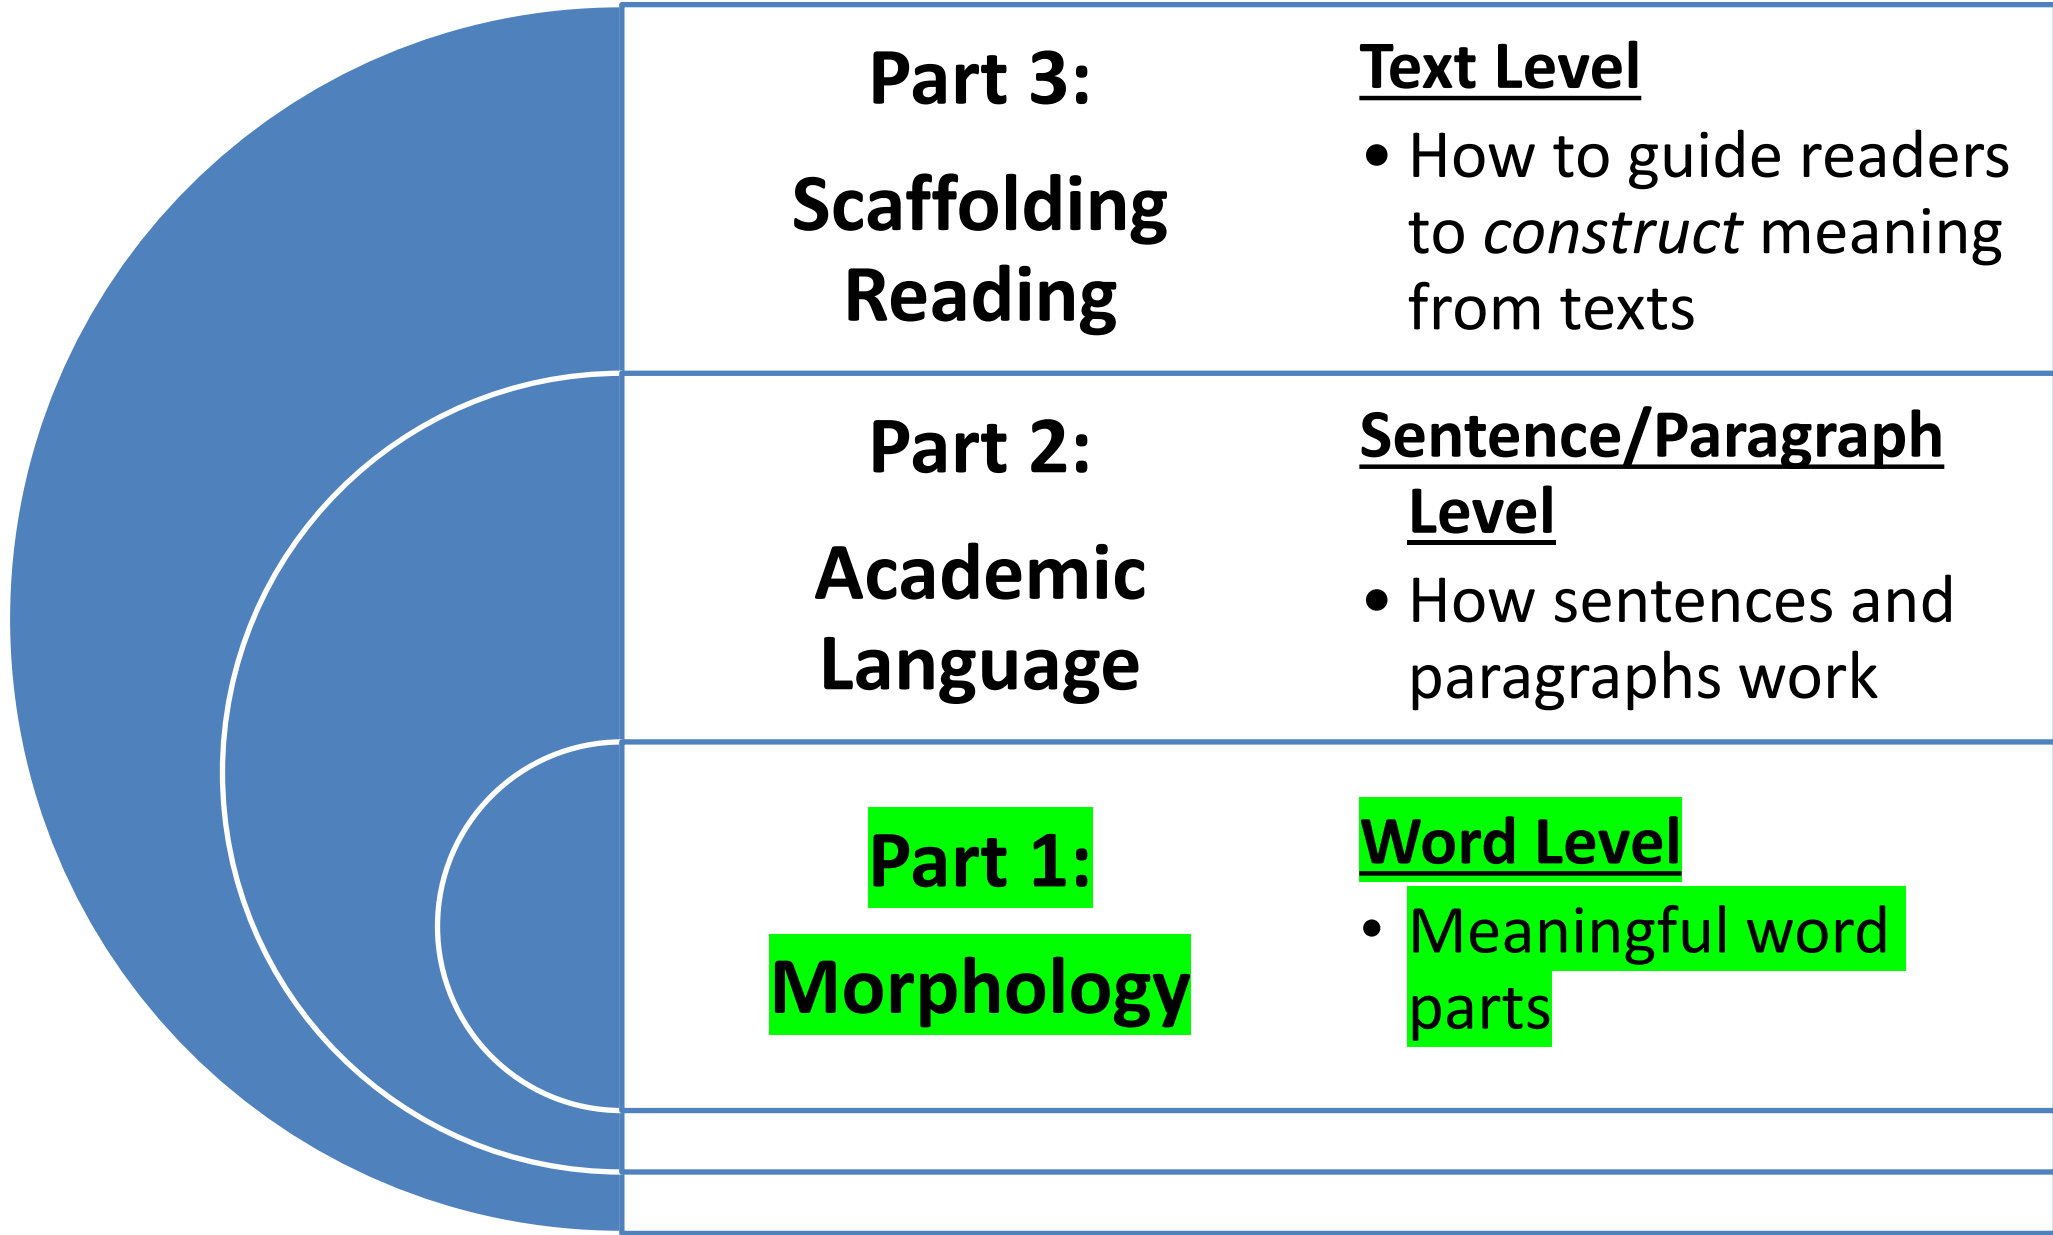 Part 3:
Scaffolding
Reading
Text Level
• How to guide readers
to construct meaning
from texts
Part 2:
Academic
Language
Sentence/Paragraph
Level
• How sentences and
paragraphs work
Part 1:
Morphology
Word Level
• Meaningful word
parts